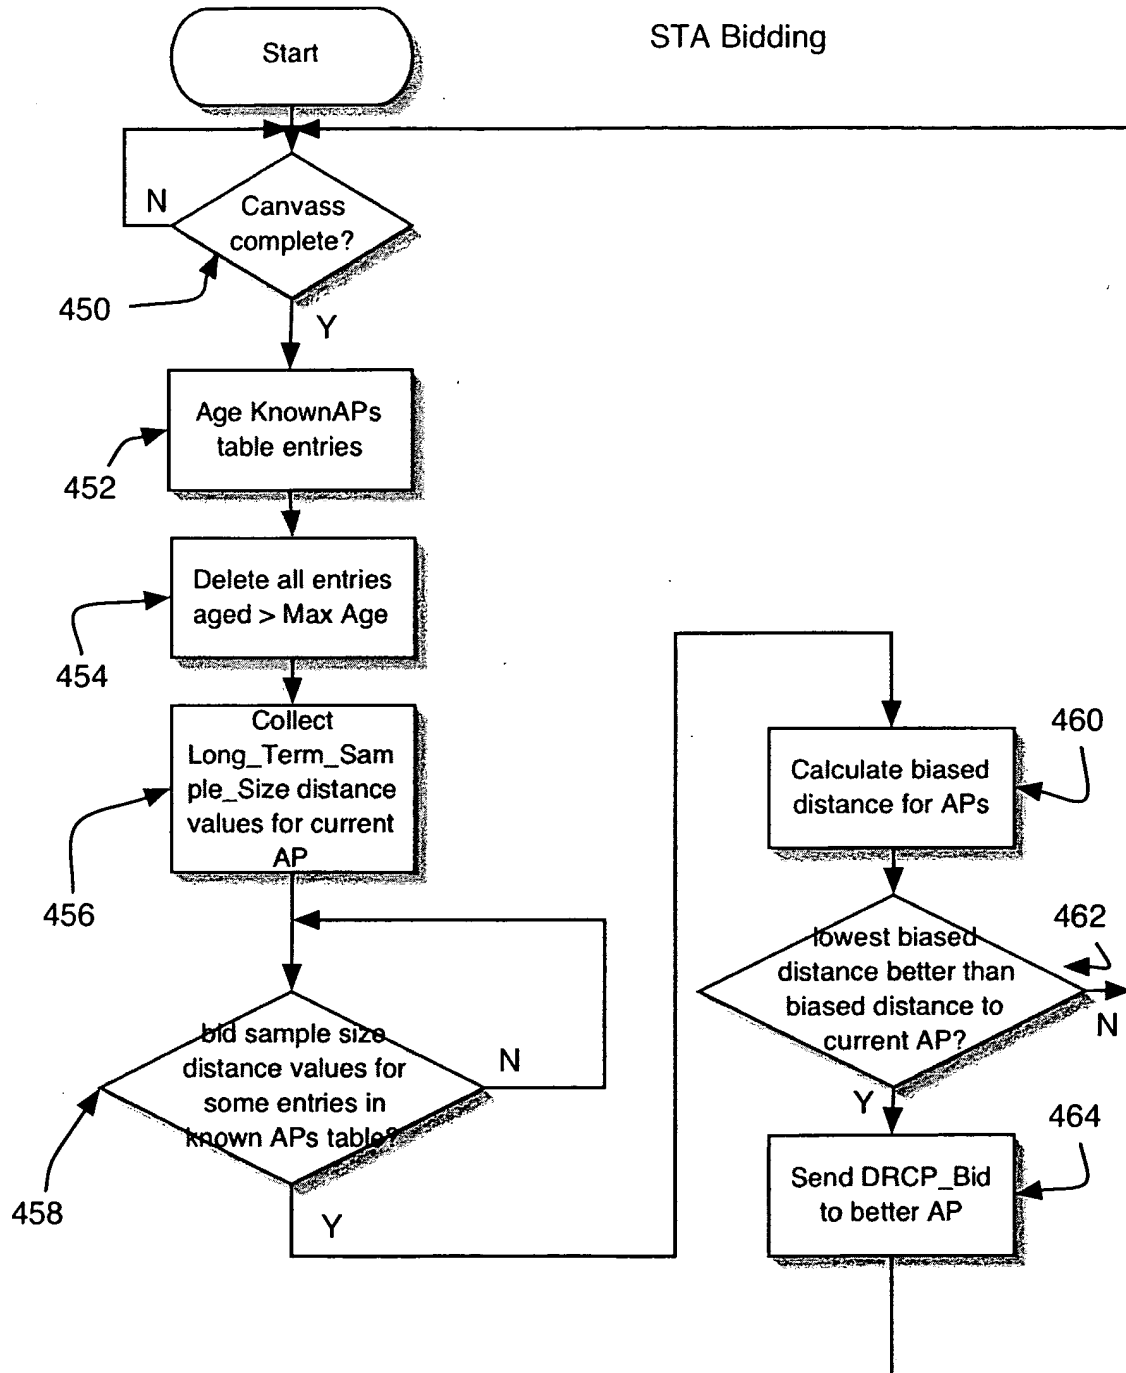 STA Bidding
Start
N
Canvass
complete?
450
Y
Age KnownAPs
table entries
452
Delete all entries
aged > Max Age
454
Collect
Long_Term_Sam
ple_Size distance
values for current
AP
456
bid sample size
distance values for
some entries in
known APs table?
N
458
Y
460
Calculate biased
distance for APs
462
lowest biased
distance better than
biased distance to
current AP?
N
Y
464
Send DRCP_Bid
to better AP